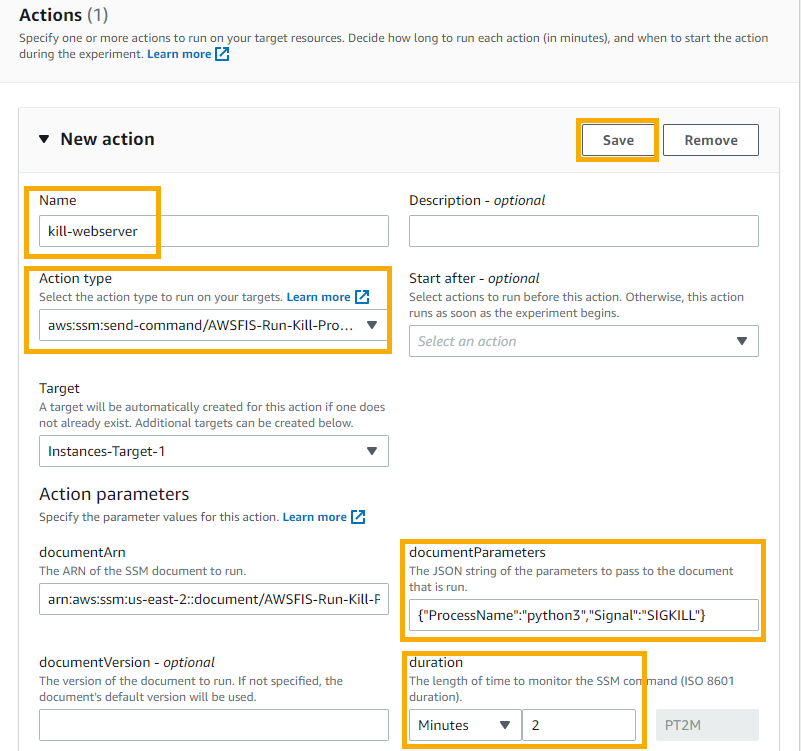 Actions (1)
Specify one or more actions to run on your target resources. Decide how long to run each action (in minutes), and when to start the action
during the experiment. Learn more
New action
Save
Remove
Name
kill-webserver
Description - optional
Action type
Select the action type to run on your targets. Learn more
aws:ssm:send-command/AWSFIS-Run-Kill-Pro...
Start after - optional
Select actions to run before this action. Otherwise, this action
runs as soon as the experiment begins.
Select an action
Target
A target will be automatically created for this action if one does
not already exist. Additional targets can be created below.
Instances-Target-1
Action parameters
Specify the parameter values for this action. Learn more
documentArn
The ARN of the SSM document to run.
arn:aws:ssm:us-east-2::document/AWSFIS-Run-Kill-P
documentParameters
The JSON string of the parameters to pass to the document
that is run.
{"ProcessName":"python3","Signal":"SIGKILL"}
documentVersion - optional
The version of the document to run. If not specified, the
document's default version will be used.
duration
The length of time to monitor the SSM command (ISO 8601
duration).
Minutes
2
PT2M